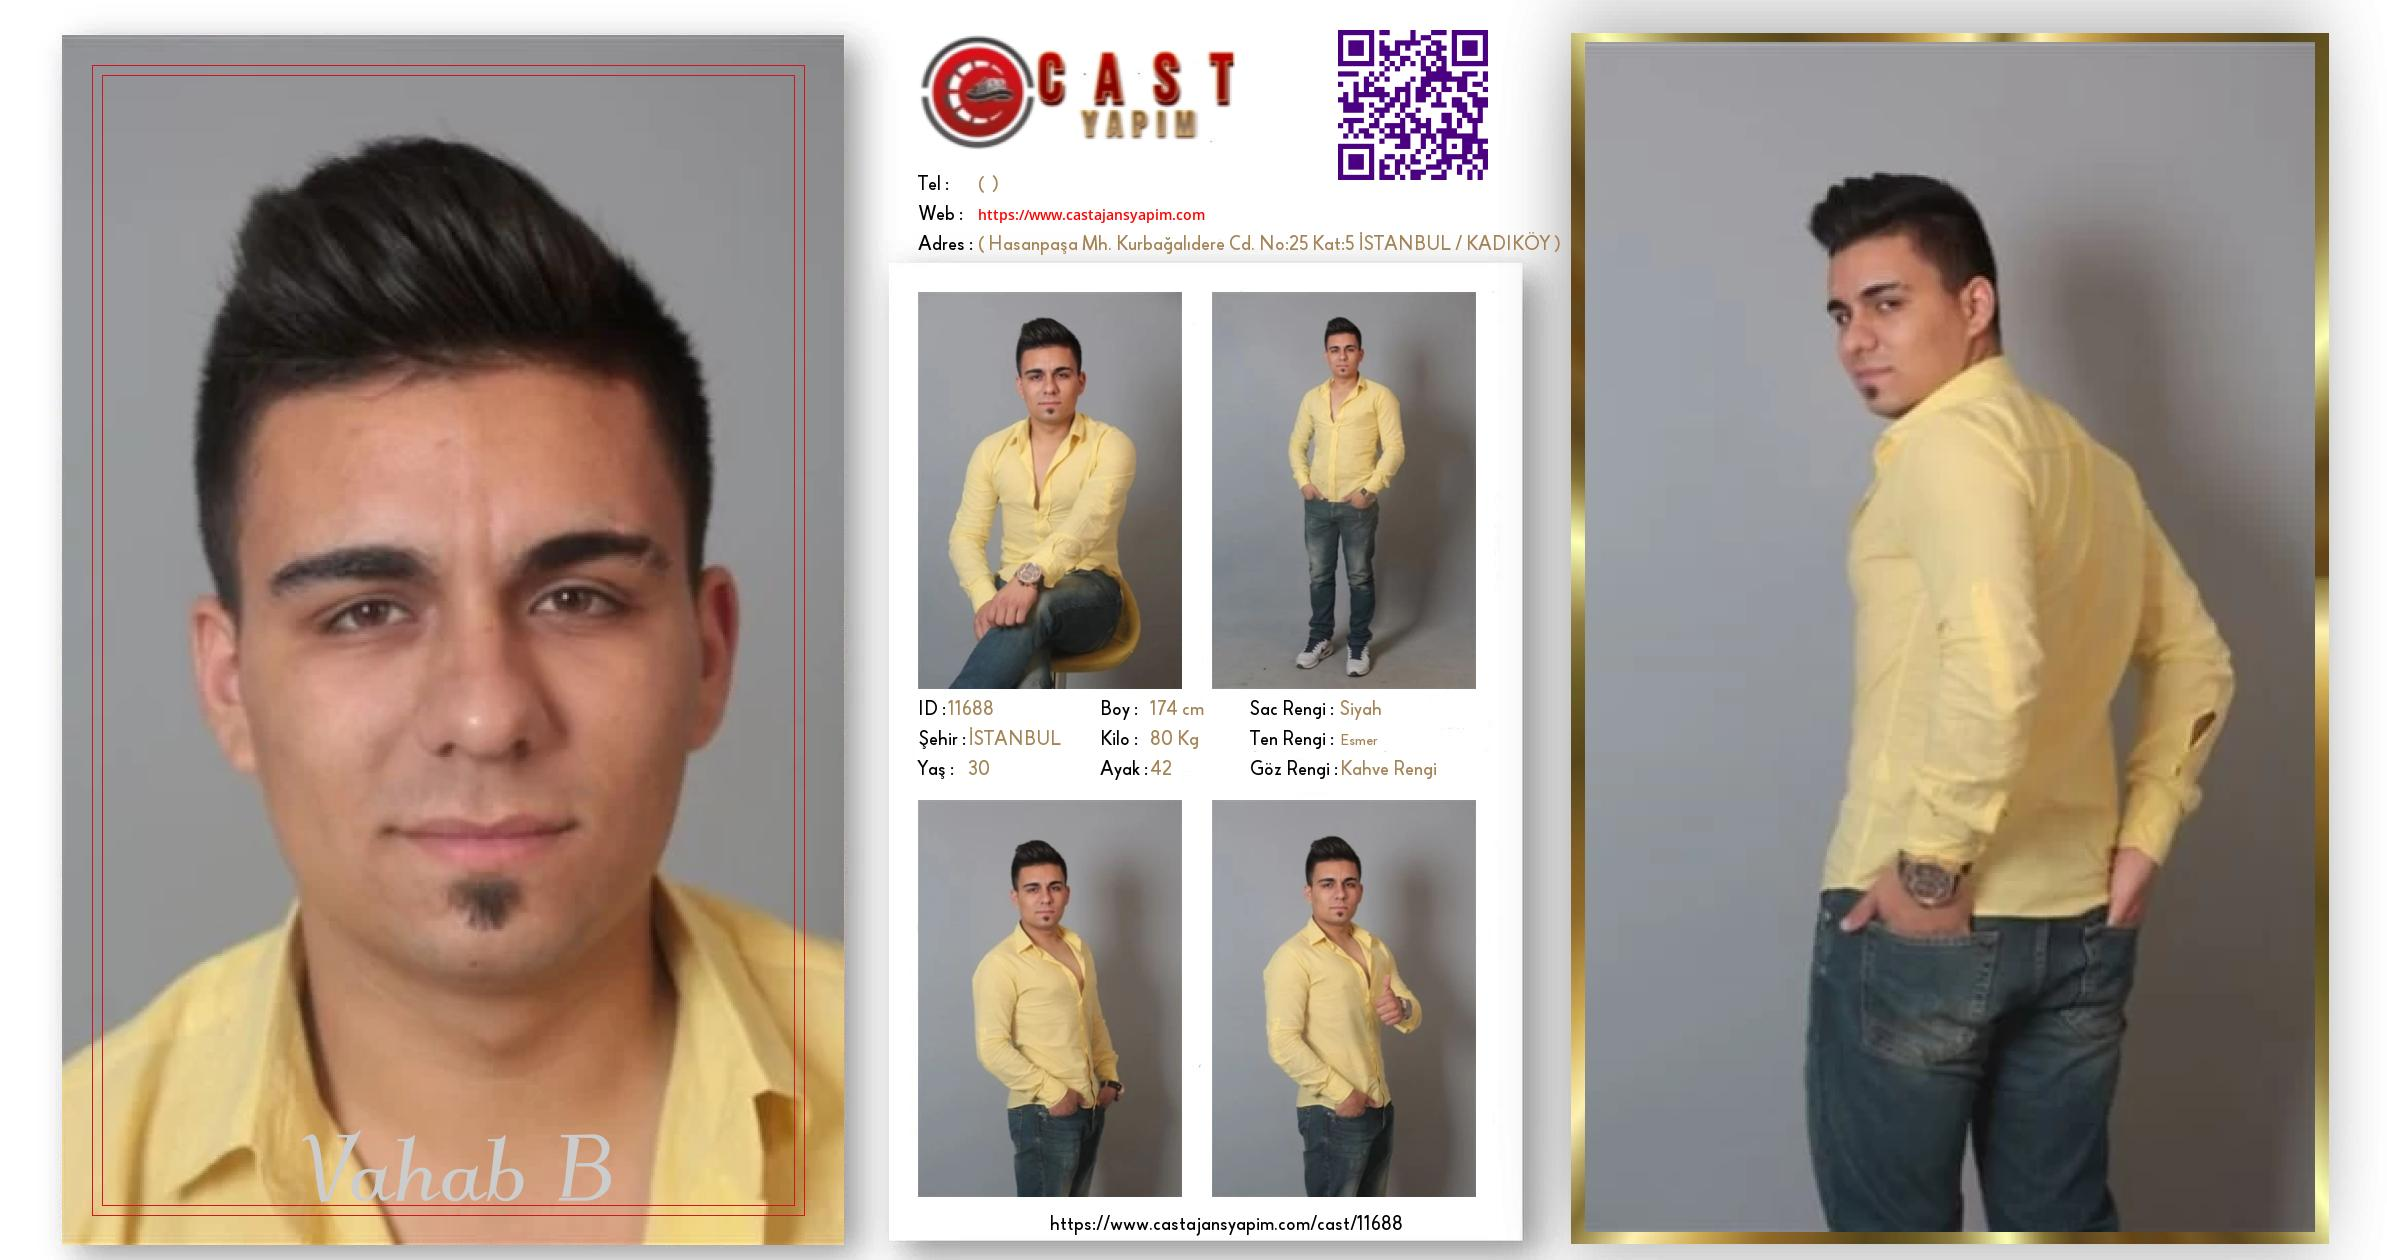 CAST
YAPIM
Tel : ( )
Web : https://www.castajansyapim.com
Adres : ( Hasanpaşa Mh. Kurbağalıdere Cd. No:25 Kat:5 İSTANBUL / KADIKÖY )
ID : 11688 Boy : 174 cm Sac Rengi : Siyah
Şehir : İSTANBUL Kilo : 80 Kg Ten Rengi : Esmer
Yaş : 30 Ayak : 42 Göz Rengi : Kahve Rengi
Vahab B
https://www.castajansyapim.com/cast/11688